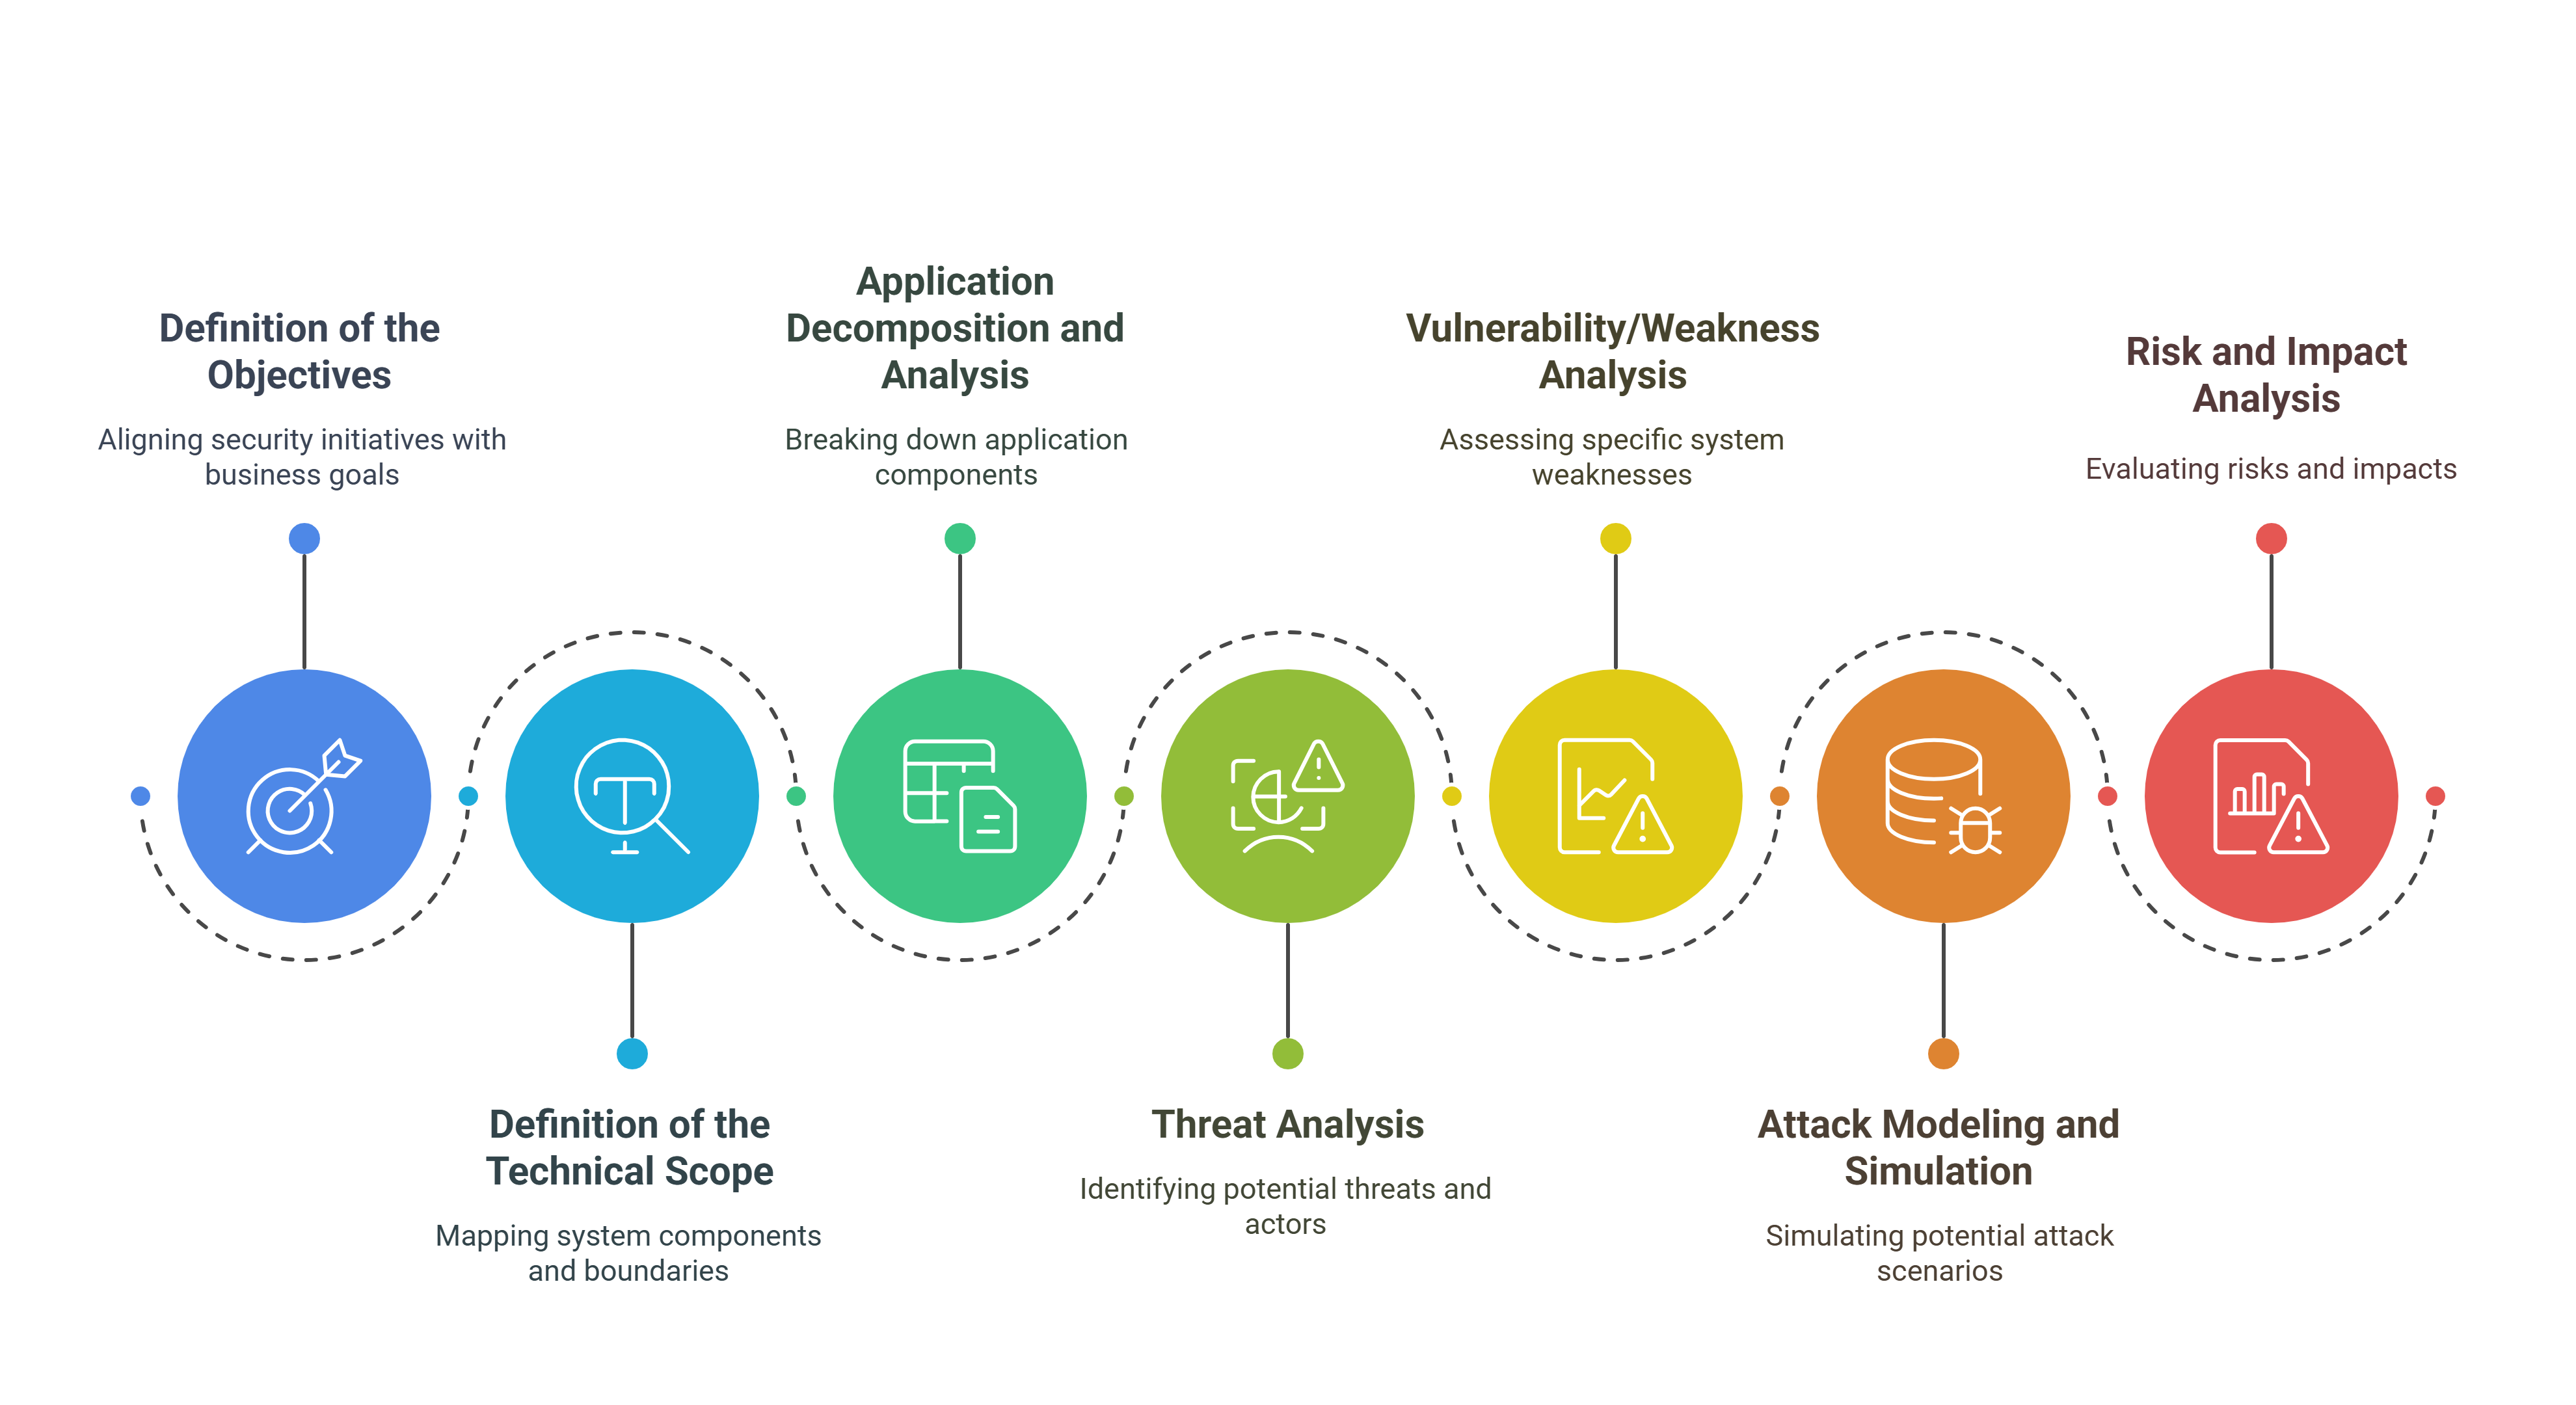 Definition of the
Objectives
Aligning security initiatives with
business goals
Definition of the
Technical Scope
Mapping system components
and boundaries
Application
Decomposition and
Analysis
Breaking down application
components
Threat Analysis
Identifying potential threats and
actors
Vulnerability/Weakness
Analysis
Assessing specific system
weaknesses
Attack Modeling and
Simulation
Simulating potential attack
scenarios
Risk and Impact
Analysis
Evaluating risks and impacts